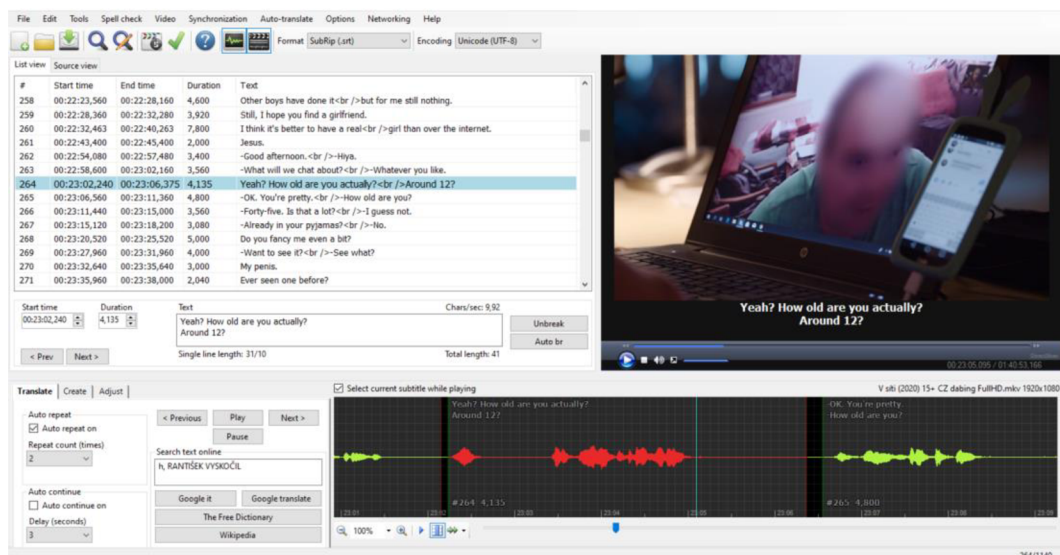 File Edit Tools Spell check Video Synchronization Auto-translate Options Networking Help
Format SubRip (.srt) Encoding Unicode (UTF-8)
List view Source view
# Start time End time Duration Text
258 00:22:23,560 00:22:28,160 4,600 Other boys have done it<br />but for me still nothing.
259 00:22:28,360 00:22:32,280 3,920 Still, I hope you find a girlfriend.
260 00:22:32,463 00:22:40,263 7,800 I think it's better to have a real<br />girl than over the internet.
261 00:22:43,400 00:22:45,400 2,000 Jesus.
262 00:22:54,080 00:22:57,480 3,400 -Good afternoon.<br />-Hiya.
263 00:22:58,600 00:23:02,160 3,560 -What will we chat about?<br />-Whatever you like.
264 00:23:02,240 00:23:06,375 4,135 Yeah? How old are you actually?<br />Around 12?
265 00:23:06,560 00:23:11,360 4,800 -OK. You're pretty.<br />-How old are you?
266 00:23:11,440 00:23:15,000 3,560 -Forty-five. Is that a lot?<br />-I guess not.
267 00:23:15,120 00:23:18,200 3,080 -Already in your pyjamas?<br />-No.
268 00:23:20,520 00:23:25,520 5,000 Do you fancy me even a bit?
269 00:23:27,960 00:23:31,960 4,000 -Want to see it?<br />-See what?
270 00:23:32,640 00:23:35,640 3,000 My penis.
271 00:23:35,960 00:23:38,000 2,040 Ever seen one before?
Start time Duration Text Chars/sec: 9,92
00:23:02,240 4,135
Yeah? How old are you actually?
Around 12?
Unbreak
Auto br
< Prev Next > Single line length: 31/10 Total length: 41
Yeah? How old are you actually?
Around 12?
00:23:05,095 / 01:40:53,166
Translate Create Adjust
Auto repeat
Auto repeat on
Repeat count (times)
2
Auto continue
Auto continue on
Delay (seconds)
3
< Previous Play Next >
Pause
Search text online
h, RANTIŠEK VYSKOČIL
Google it Google translate
The Free Dictionary
Wikipedia
Select current subtitle while playing V siti (2020) 15+ CZ dabing FullHD.mkv 1920x1080
Yeah? How old are you actually?
Around 12?
OK. You're pretty.
How old are you?
#264 4,135 #265 4,800
23:01 23:02 23:03 23:04 23:05 23:06 23:07 23:08 23:09
100%